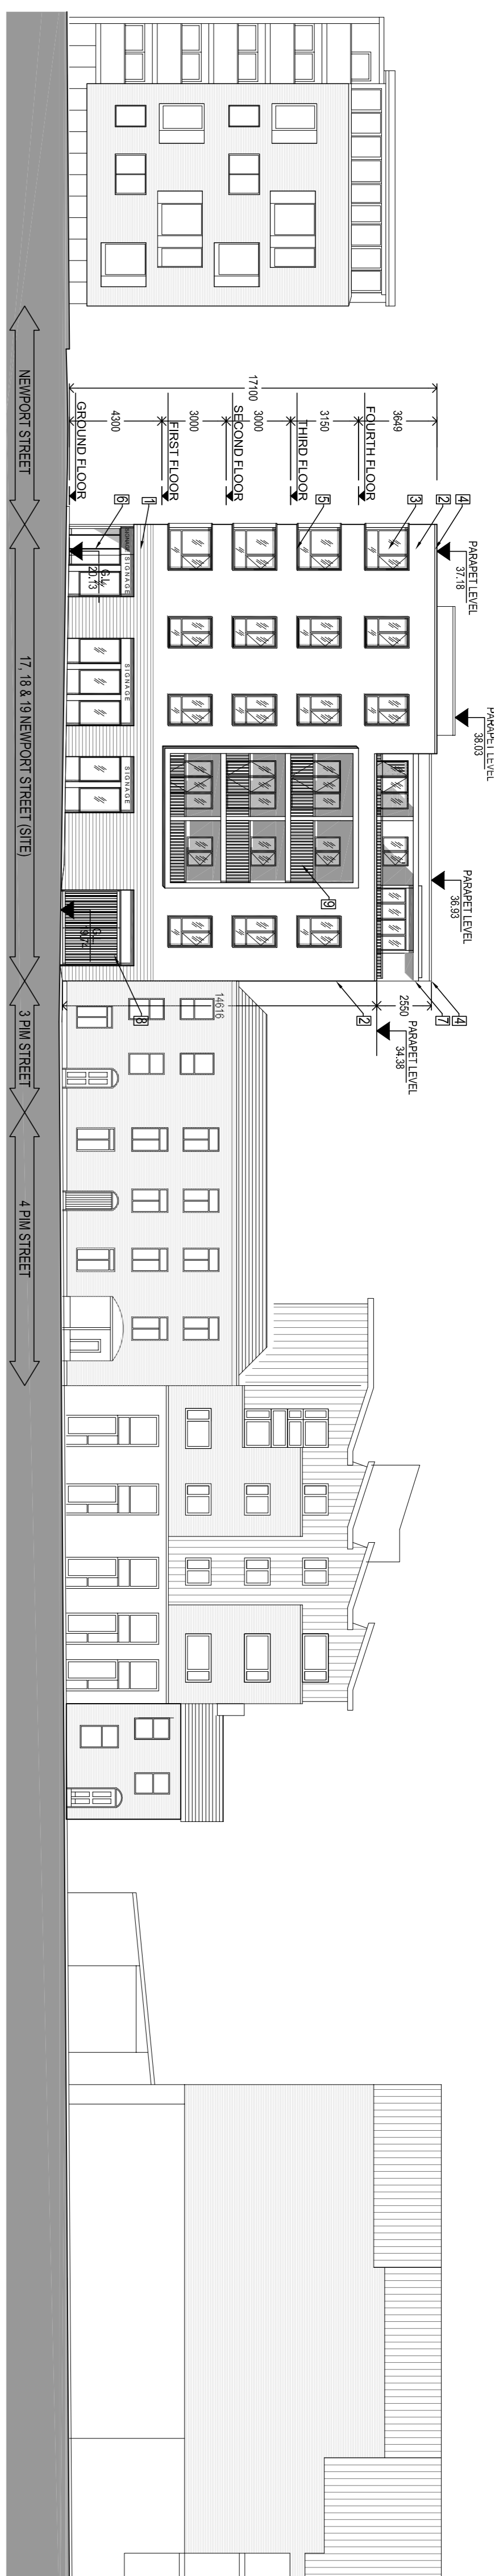 PARAPET LEVEL
37.18
PARAPET LEVEL
38.03
PARAPET LEVEL
36.93
4
2
3
5
1
6
9
4
7
2
8
17100
3649
3150
3000
3000
4300
FOURTH FLOOR
THIRD FLOOR
SECOND FLOOR
FIRST FLOOR
GROUND FLOOR
2550
14616
PARAPET LEVEL
34.38
SIGNAGE
SIGNAGE
SIGNAGE
SIGNAGE
G.L.
20.13
G.L.
NEWPORT STREET
17, 18 & 19 NEWPORT STREET (SITE)
3 PIM STREET
4 PIM STREET